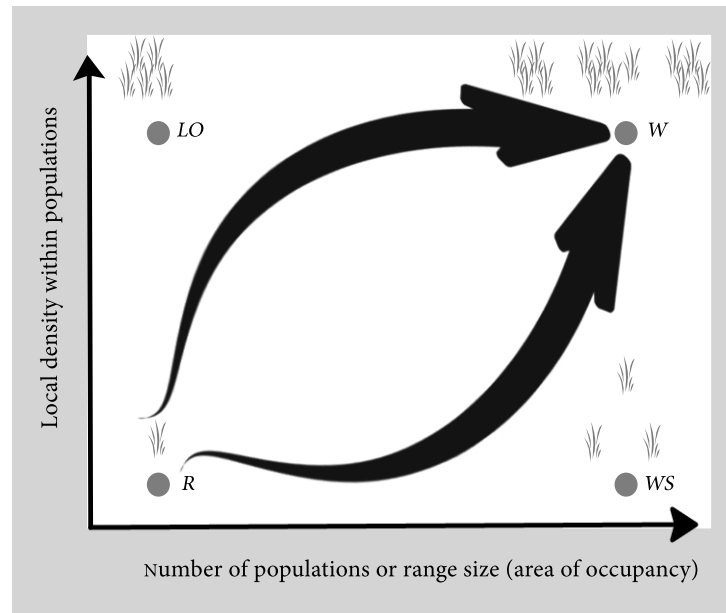 LO
W
Local density within populations
R
WS
Number of populations or range size (area of occupancy)